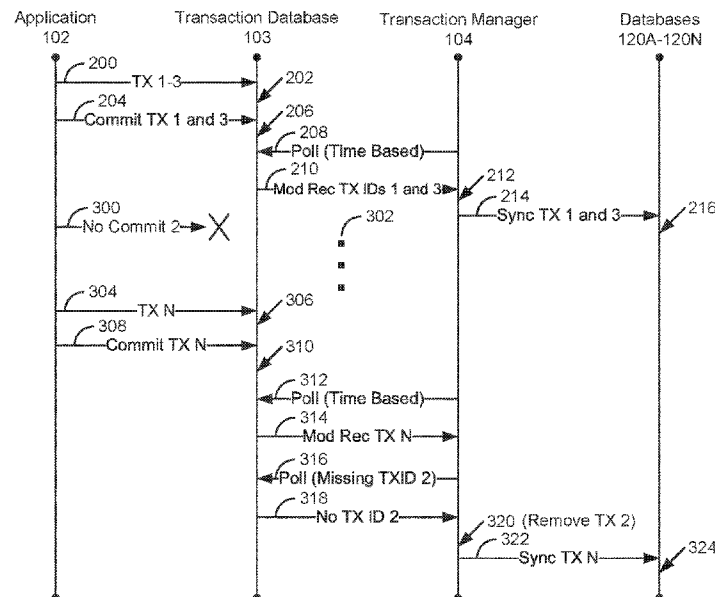 Application
102
Transaction Database
103
Transaction Manager
104
Databases
120A-120N
200
TX 1-3
202
204
Commit TX 1 and 3
206
208
Poll (Time Based)
210
Mod Rec TX IDs 1 and 3
212
214
Sync TX 1 and 3
216
300
No Commit 2
302
304
TX N
306
308
Commit TX N
310
312
Poll (Time Based)
314
Mod Rec TX N
316
Poll (Missing TXID 2)
318
No TX ID 2
320 (Remove TX 2)
322
Sync TX N
324